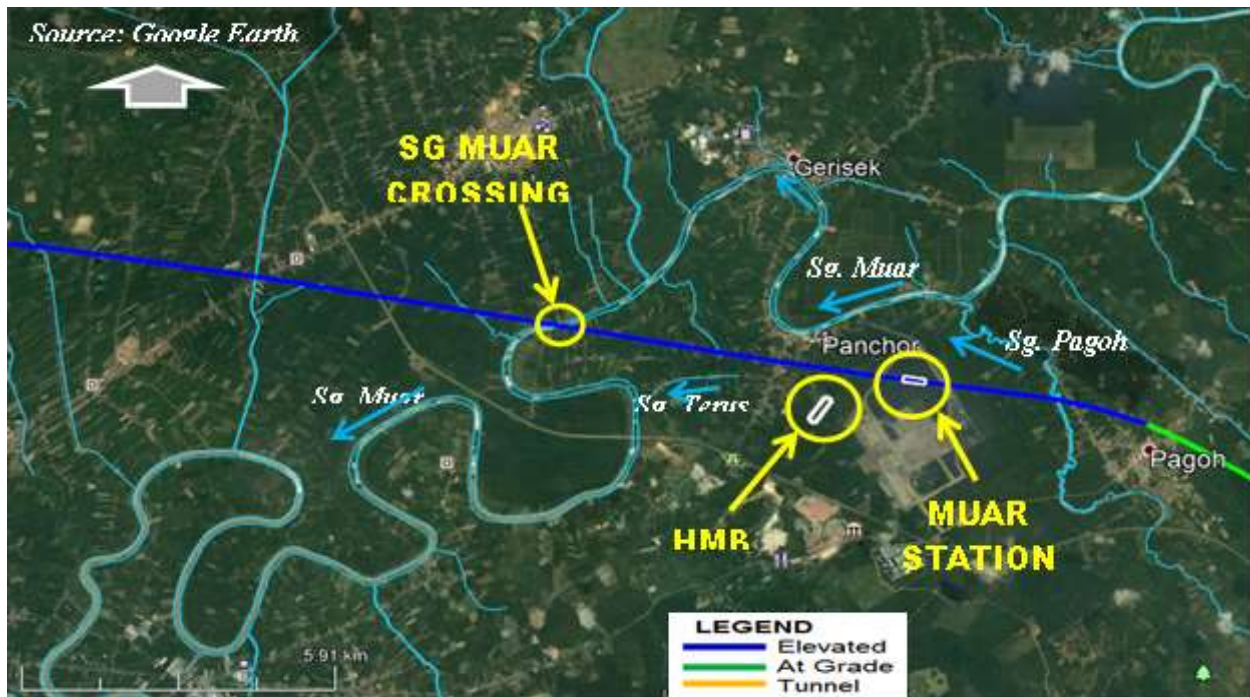 Source: Google Earth
SG MUAR
CROSSING
Gerisek
Sg. Muar
Panchor
Sg. Pagoh
Sg. Muar
Sg. Terus
Pagoh
HMB
MUAR
STATION
LEGEND
Elevated
At Grade
Tunnel
5.91 km